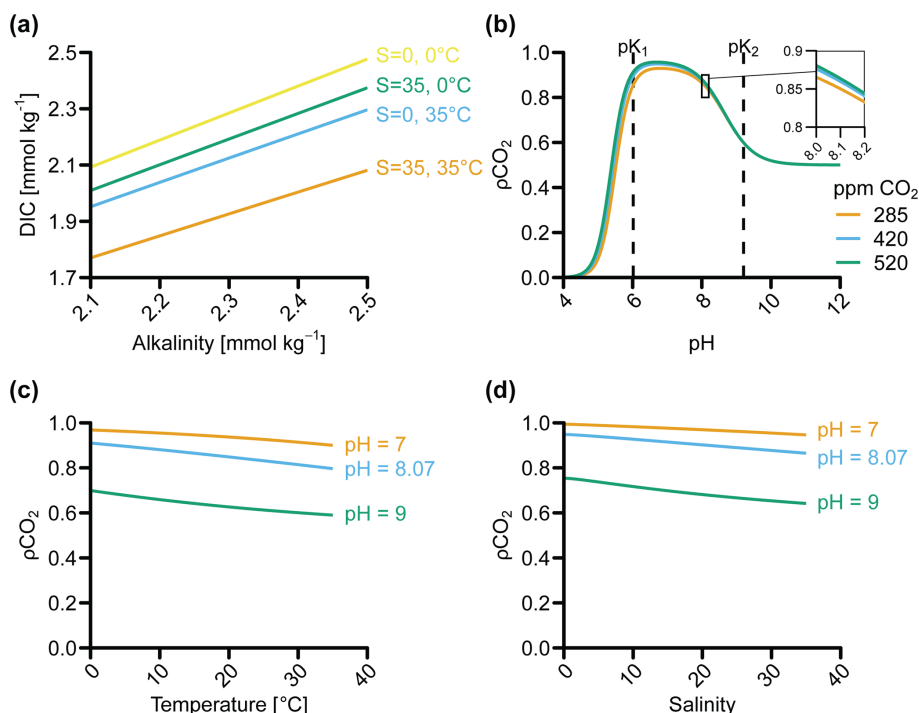 (a)
2.5
2.3
2.1
1.9
1.7
DIC [mmol kg⁻¹]
S=0, 0°C
S=35, 0°C
S=0, 35°C
S=35, 35°C
2.1
2.2
2.3
2.4
2.5
Alkalinity [mmol kg⁻¹]
(b)
pK₁
pK₂
1.0
0.8
0.6
0.4
0.2
0.0
ρCO₂
0.9
0.85
0.8
8.0
8.1
8.2
ppm CO₂
285
420
520
4
6
8
10
12
pH
(c)
1.0
0.8
0.6
0.4
0.2
0.0
ρCO₂
pH = 7
pH = 8.07
pH = 9
0
10
20
30
40
Temperature [°C]
(d)
1.0
0.8
0.6
0.4
0.2
0.0
ρCO₂
pH = 7
pH = 8.07
pH = 9
0
10
20
30
40
Salinity